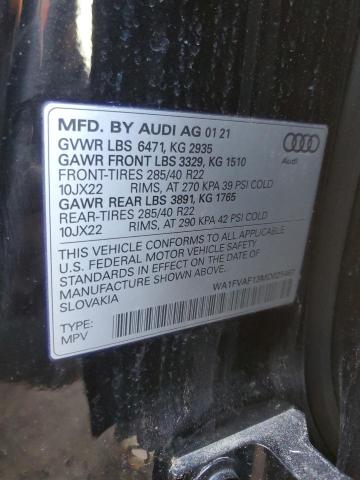 MFD. BY AUDI AG 01 21
GVWR LBS 6471, KG 2935
GAWR FRONT LBS 3329, KG 1510
FRONT-TIRES 285/40 R22
10JX22 RIMS, AT 270 KPA 39 PSI COLD
GAWR REAR LBS 3891, KG 1765
REAR-TIRES 285/40 R22
10JX22 RIMS, AT 290 KPA 42 PSI COLD
THIS VEHICLE CONFORMS TO ALL APPLICABLE
U.S. FEDERAL MOTOR VEHICLE SAFETY
STANDARDS IN EFFECT ON THE DATE OF
MANUFACTURE SHOWN ABOVE.
SLOVAKIA
TYPE:
MPV
Audi